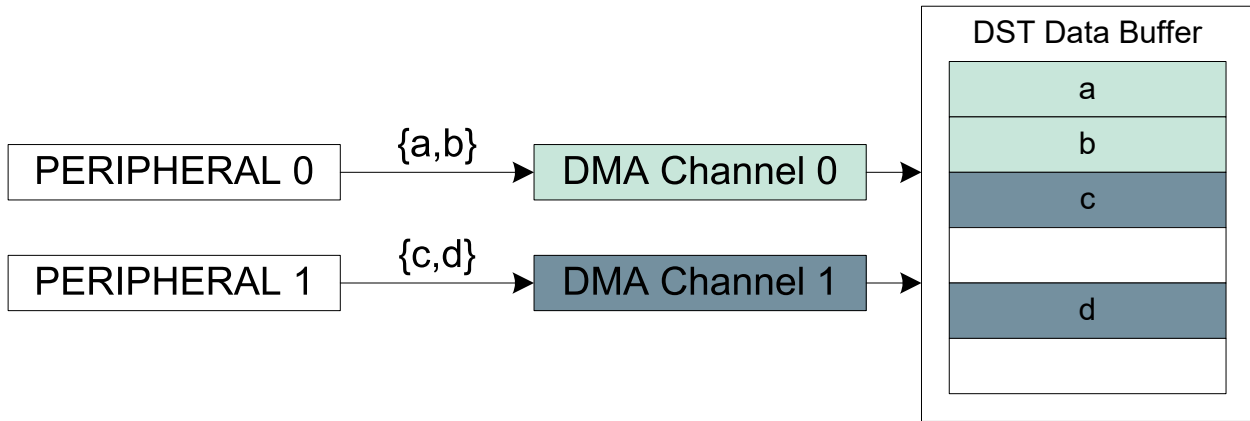 DST Data Buffer
a
b
c
d
{a,b}
PERIPHERAL 0
DMA Channel 0
{c,d}
PERIPHERAL 1
DMA Channel 1